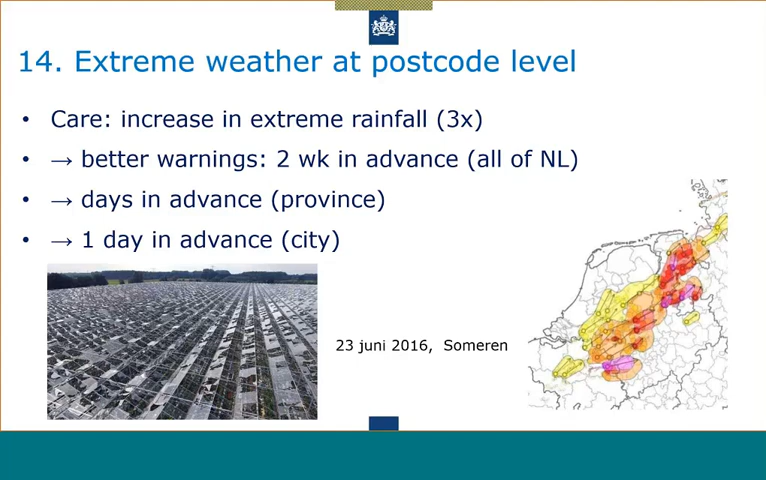 14. Extreme weather at postcode level
• Care: increase in extreme rainfall (3x)
• → better warnings: 2 wk in advance (all of NL)
• → days in advance (province)
• → 1 day in advance (city)
23 juni 2016, Someren